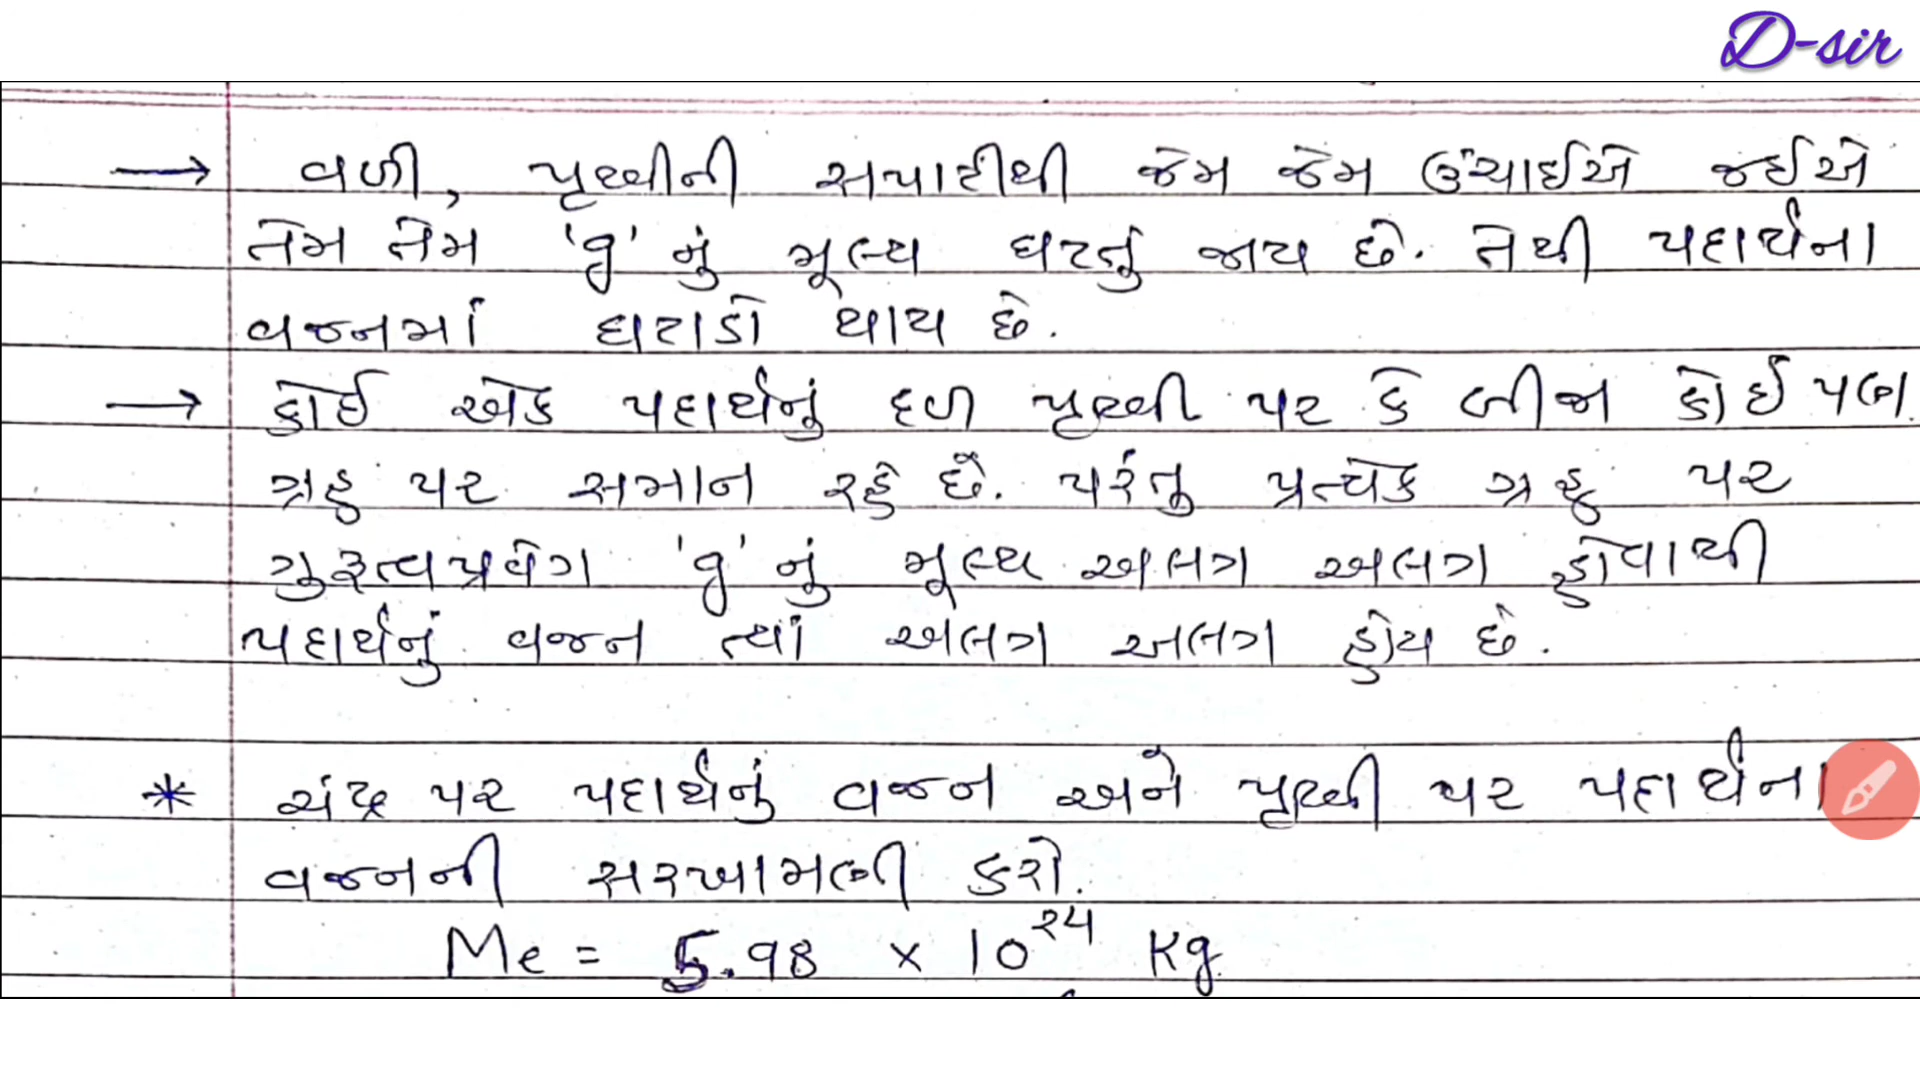 D-sir
→ વળી, પૃથ્વીની સપાટીથી જેમ જેમ ઉંચાઈએ જઈએ
તેમ તેમ 'g' નું મૂલ્ય ઘટતું જાય છે. તેથી પદાર્થના
વજનમાં ઘટાડો થાય છે.
→ કોઈ એક પદાર્થનું દળ પૃથ્વી પર કે બીજા કોઈ પણ
ગ્રહ પર સમાન રહે છે. પરંતુ પ્રત્યેક ગ્રહ પર
ગુરુત્વપ્રવેગ 'g' નું મૂલ્ય અલગ અલગ હોવાથી
પદાર્થનું વજન ત્યાં અલગ અલગ હોય છે.
* ચંદ્ર પર પદાર્થનું વજન અને પૃથ્વી પર પદાર્થના
વજનની સરખામણી કરો.
Me = 5.98 × 10^૨૪ Kg